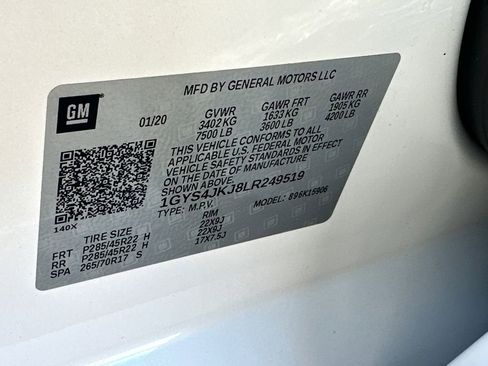 MFD BY GENERAL MOTORS LLC
GM
01/20 GVWR GAWR FRT GAWR RR
3402 KG 1633 KG 1905 KG
7500 LB 3600 LB 4200 LB
THIS VEHICLE CONFORMS TO ALL
APPLICABLE U.S. FEDERAL MOTOR
VEHICLE SAFETY STANDARDS IN EFFECT
ON THE DATE OF MANUFACTURE
SHOWN ABOVE.
1GYS4JKJ8LR249519
TYPE: M.P.V. MODEL: 896K15906
140X
TIRE SIZE RIM
FRT P285/45R22 H 22X9J
RR P285/45R22 H 22X9J
SPA 265/70R17 S 17X7.5J